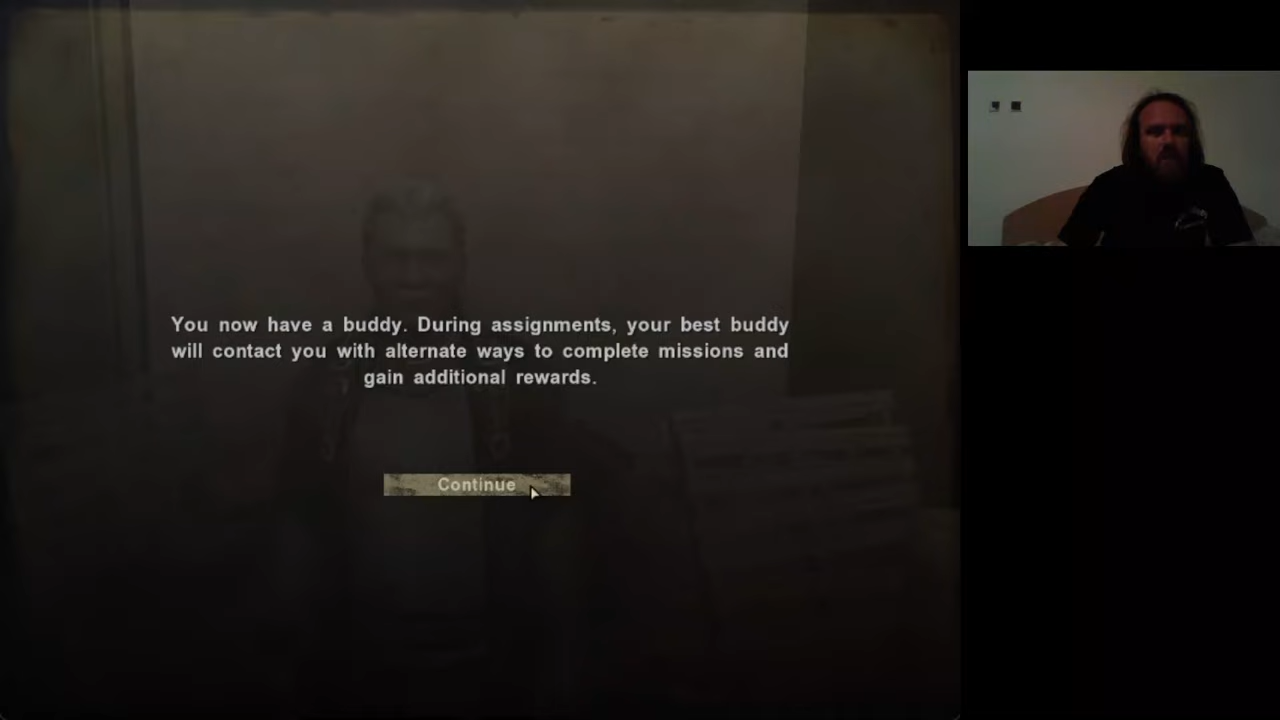 You now have a buddy. During assignments, your best buddy
will contact you with alternate ways to complete missions and
gain additional rewards.
Continue